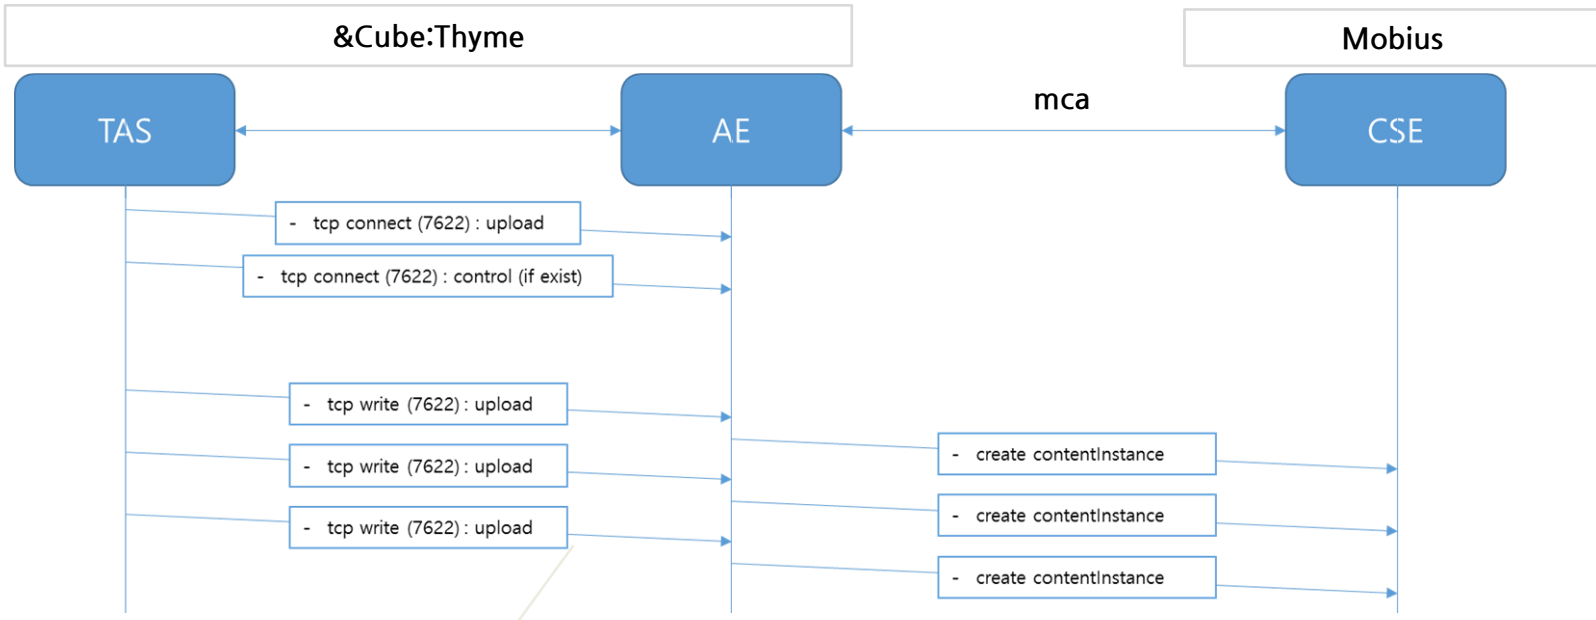 &Cube:Thyme
Mobius
TAS
AE
mca
CSE
- tcp connect (7622) : upload
- tcp connect (7622) : control (if exist)
- tcp write (7622) : upload
- create contentInstance
- tcp write (7622) : upload
- create contentInstance
- tcp write (7622) : upload
- create contentInstance